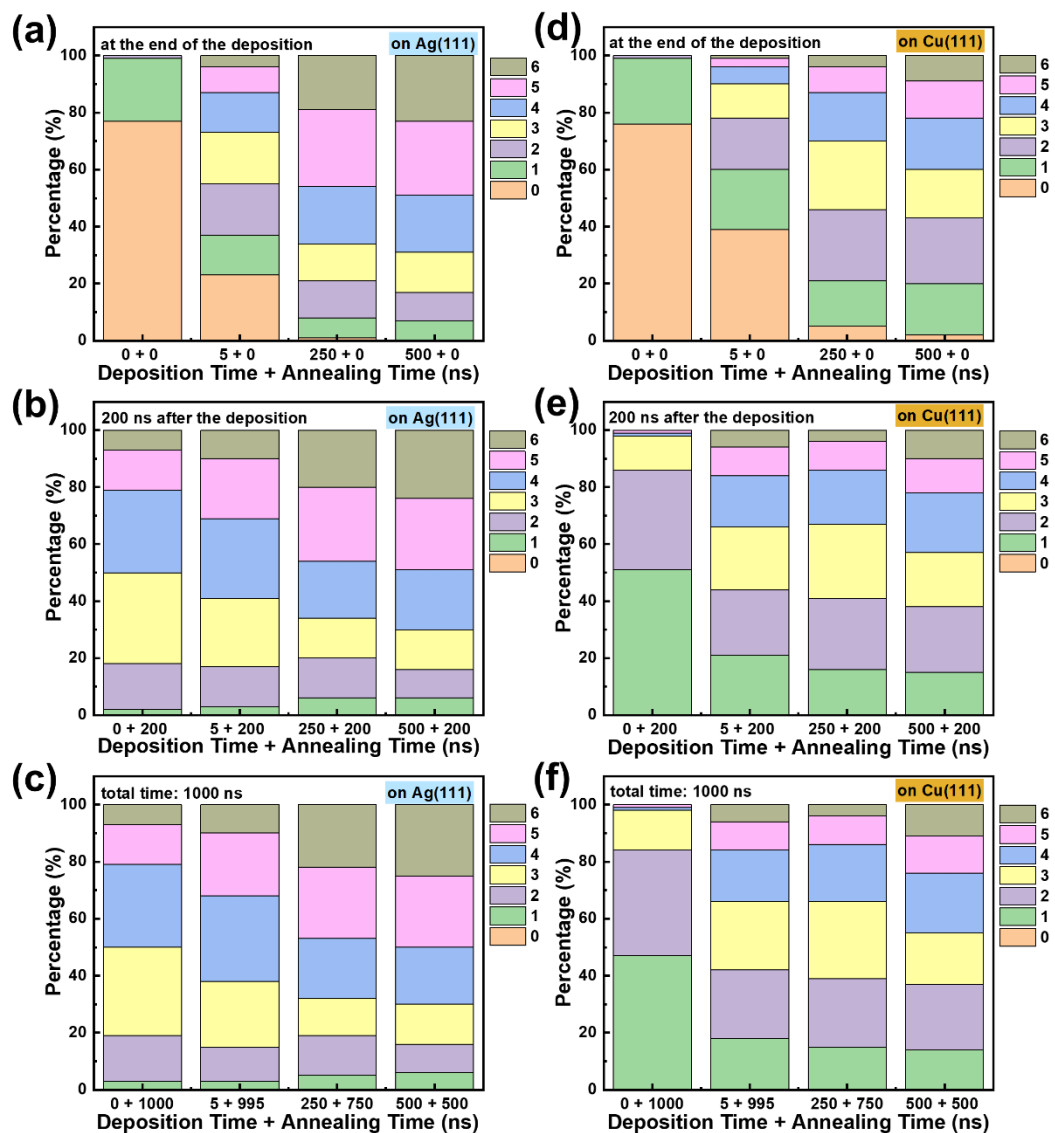 (a)
at the end of the deposition
on Ag(111)
Percentage (%)
100
80
60
40
20
0
6
5
4
3
2
1
0
0 + 0
5 + 0
250 + 0
500 + 0
Deposition Time + Annealing Time (ns)
(d)
at the end of the deposition
on Cu(111)
Percentage (%)
100
80
60
40
20
0
6
5
4
3
2
1
0
0 + 0
5 + 0
250 + 0
500 + 0
Deposition Time + Annealing Time (ns)
(b)
200 ns after the deposition
on Ag(111)
Percentage (%)
100
80
60
40
20
0
6
5
4
3
2
1
0
0 + 200
5 + 200
250 + 200
500 + 200
Deposition Time + Annealing Time (ns)
(e)
200 ns after the deposition
on Cu(111)
Percentage (%)
100
80
60
40
20
0
6
5
4
3
2
1
0
0 + 200
5 + 200
250 + 200
500 + 200
Deposition Time + Annealing Time (ns)
(c)
total time: 1000 ns
on Ag(111)
Percentage (%)
100
80
60
40
20
0
6
5
4
3
2
1
0
0 + 1000
5 + 995
250 + 750
500 + 500
Deposition Time + Annealing Time (ns)
(f)
total time: 1000 ns
on Cu(111)
Percentage (%)
100
80
60
40
20
0
6
5
4
3
2
1
0
0 + 1000
5 + 995
250 + 750
500 + 500
Deposition Time + Annealing Time (ns)